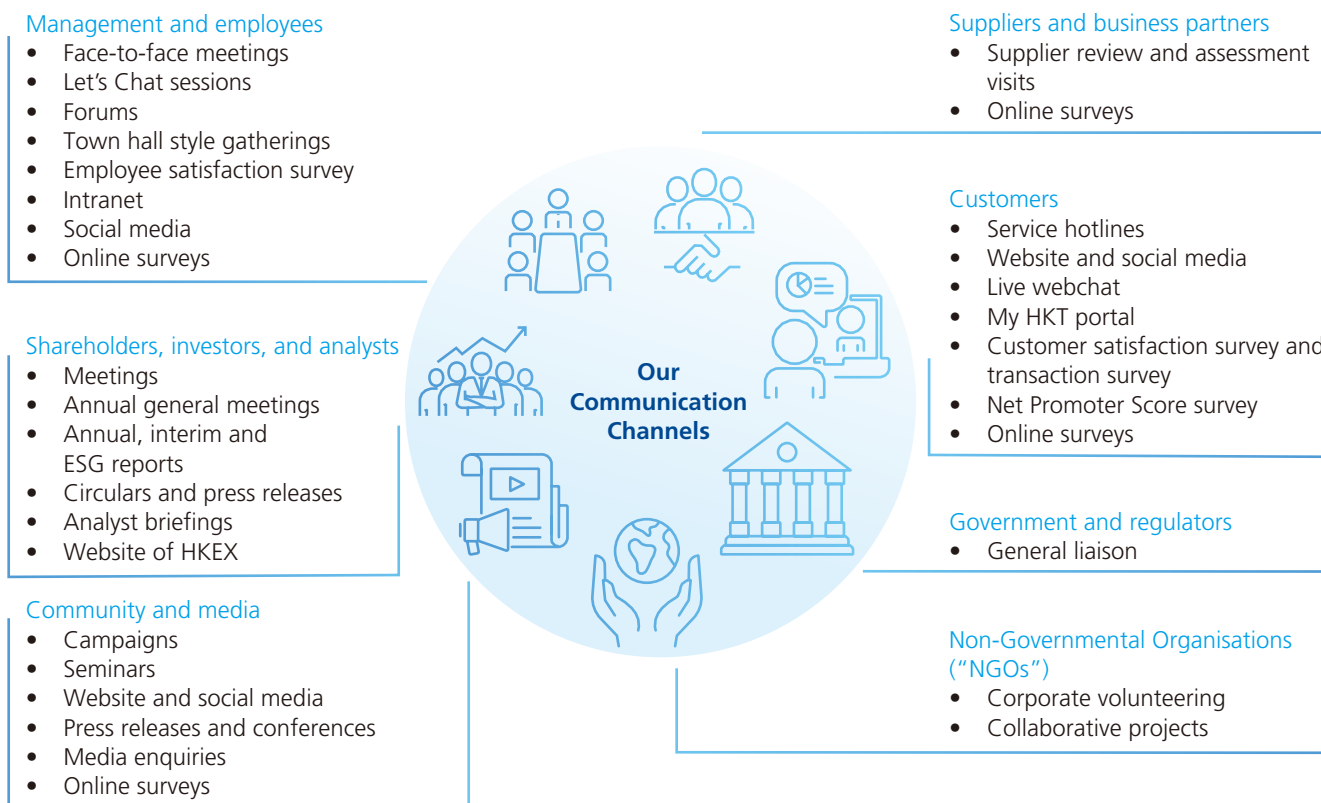 Management and employees
• Face-to-face meetings
• Let’s Chat sessions
• Forums
• Town hall style gatherings
• Employee satisfaction survey
• Intranet
• Social media
• Online surveys
Shareholders, investors, and analysts
• Meetings
• Annual general meetings
• Annual, interim and
ESG reports
• Circulars and press releases
• Analyst briefings
• Website of HKEX
Community and media
• Campaigns
• Seminars
• Website and social media
• Press releases and conferences
• Media enquiries
• Online surveys
Our
Communication
Channels
Suppliers and business partners
• Supplier review and assessment
visits
• Online surveys
Customers
• Service hotlines
• Website and social media
• Live webchat
• My HKT portal
• Customer satisfaction survey and
transaction survey
• Net Promoter Score survey
• Online surveys
Government and regulators
• General liaison
Non-Governmental Organisations
(“NGOs”)
• Corporate volunteering
• Collaborative projects